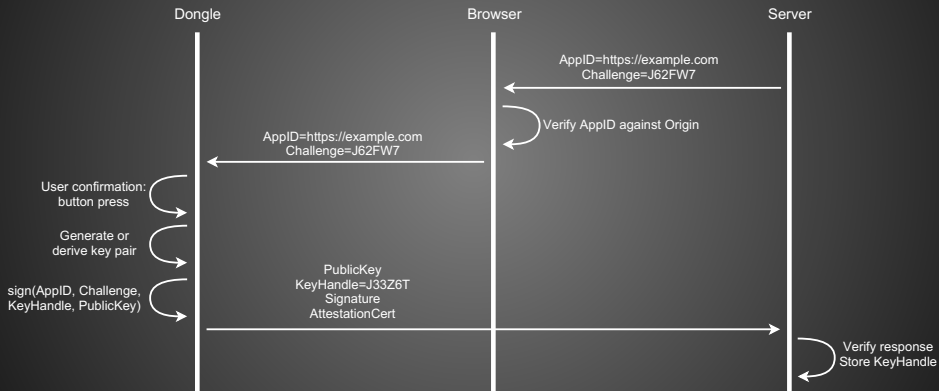 Dongle
Browser
Server
AppID=https://example.com
Challenge=J62FW7
Verify AppID against Origin
AppID=https://example.com
Challenge=J62FW7
User confirmation:
button press
Generate or
derive key pair
sign(AppID, Challenge,
KeyHandle, PublicKey)
PublicKey
KeyHandle=J33Z6T
Signature
AttestationCert
Verify response
Store KeyHandle